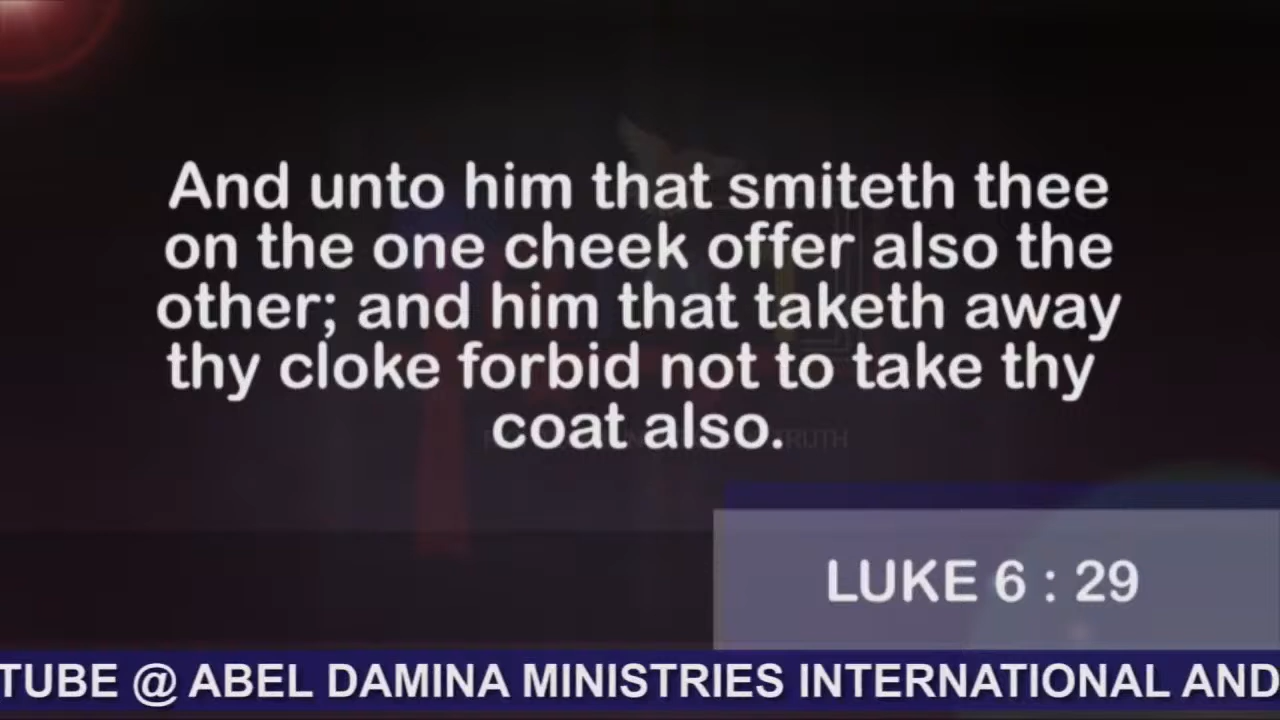 And unto him that smiteth thee
on the one cheek offer also the
other; and him that taketh away
thy cloke forbid not to take thy
coat also.
TRUTH
LUKE 6 : 29
TUBE @ ABEL DAMINA MINISTRIES INTERNATIONAL AND